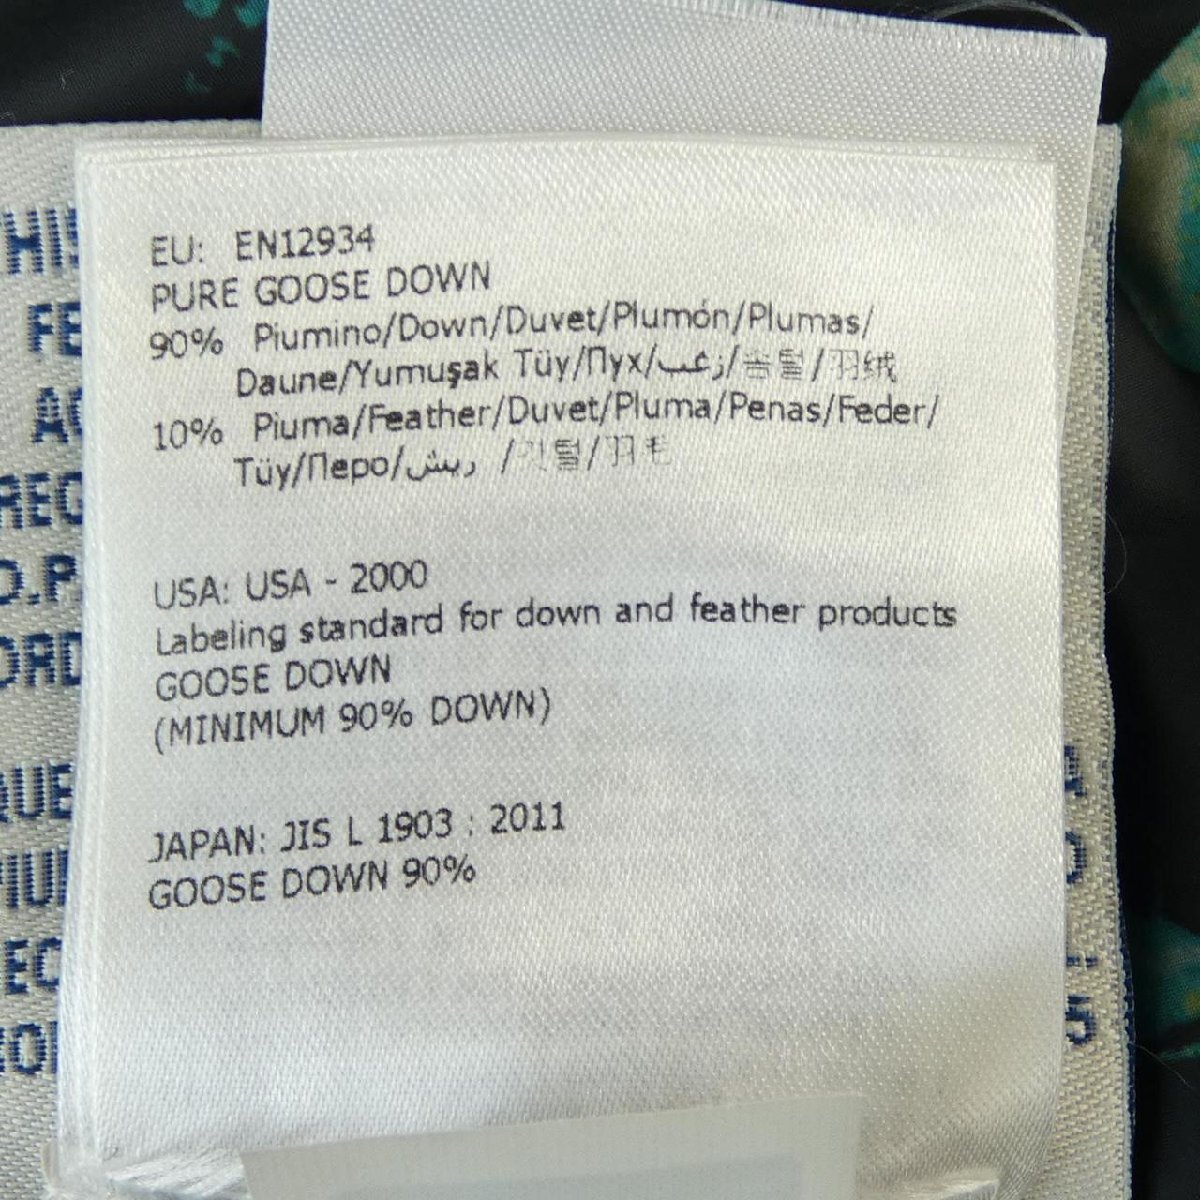 EU: EN12934
PURE GOOSE DOWN
90% Piumino/Down/Duvet/Plumón/Plumas/
Daune/Yumuşak Tüy/Пух/زغب/솜털/羽绒
10% Piuma/Feather/Duvet/Pluma/Penas/Feder/
Tüy/Перо/ريش /깃털/羽毛
USA: USA - 2000
Labeling standard for down and feather products
GOOSE DOWN
(MINIMUM 90% DOWN)
JAPAN: JIS L 1903 : 2011
GOOSE DOWN 90%